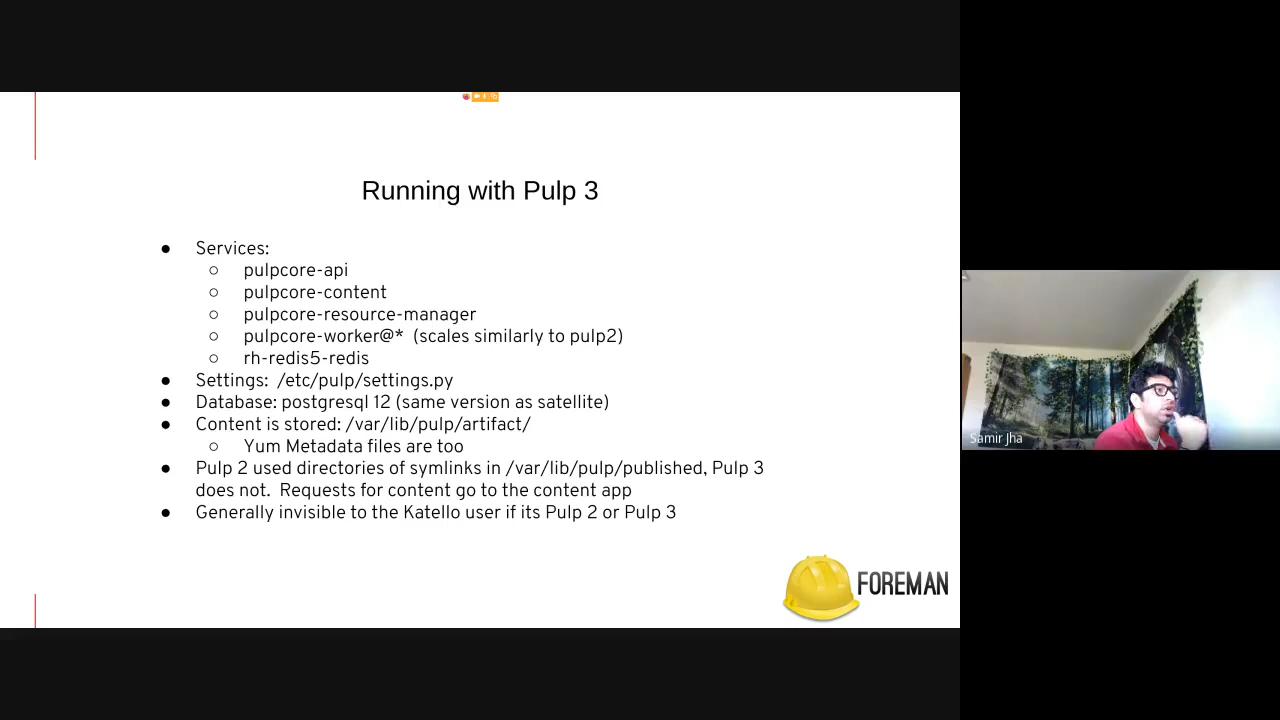 Running with Pulp 3
● Services:
○ pulpcore-api
○ pulpcore-content
○ pulpcore-resource-manager
○ pulpcore-worker@* (scales similarly to pulp2)
○ rh-redis5-redis
● Settings: /etc/pulp/settings.py
● Database: postgresql 12 (same version as satellite)
● Content is stored: /var/lib/pulp/artifact/
○ Yum Metadata files are too
● Pulp 2 used directories of symlinks in /var/lib/pulp/published, Pulp 3
does not. Requests for content go to the content app
● Generally invisible to the Katello user if its Pulp 2 or Pulp 3
FOREMAN
Samir Jha